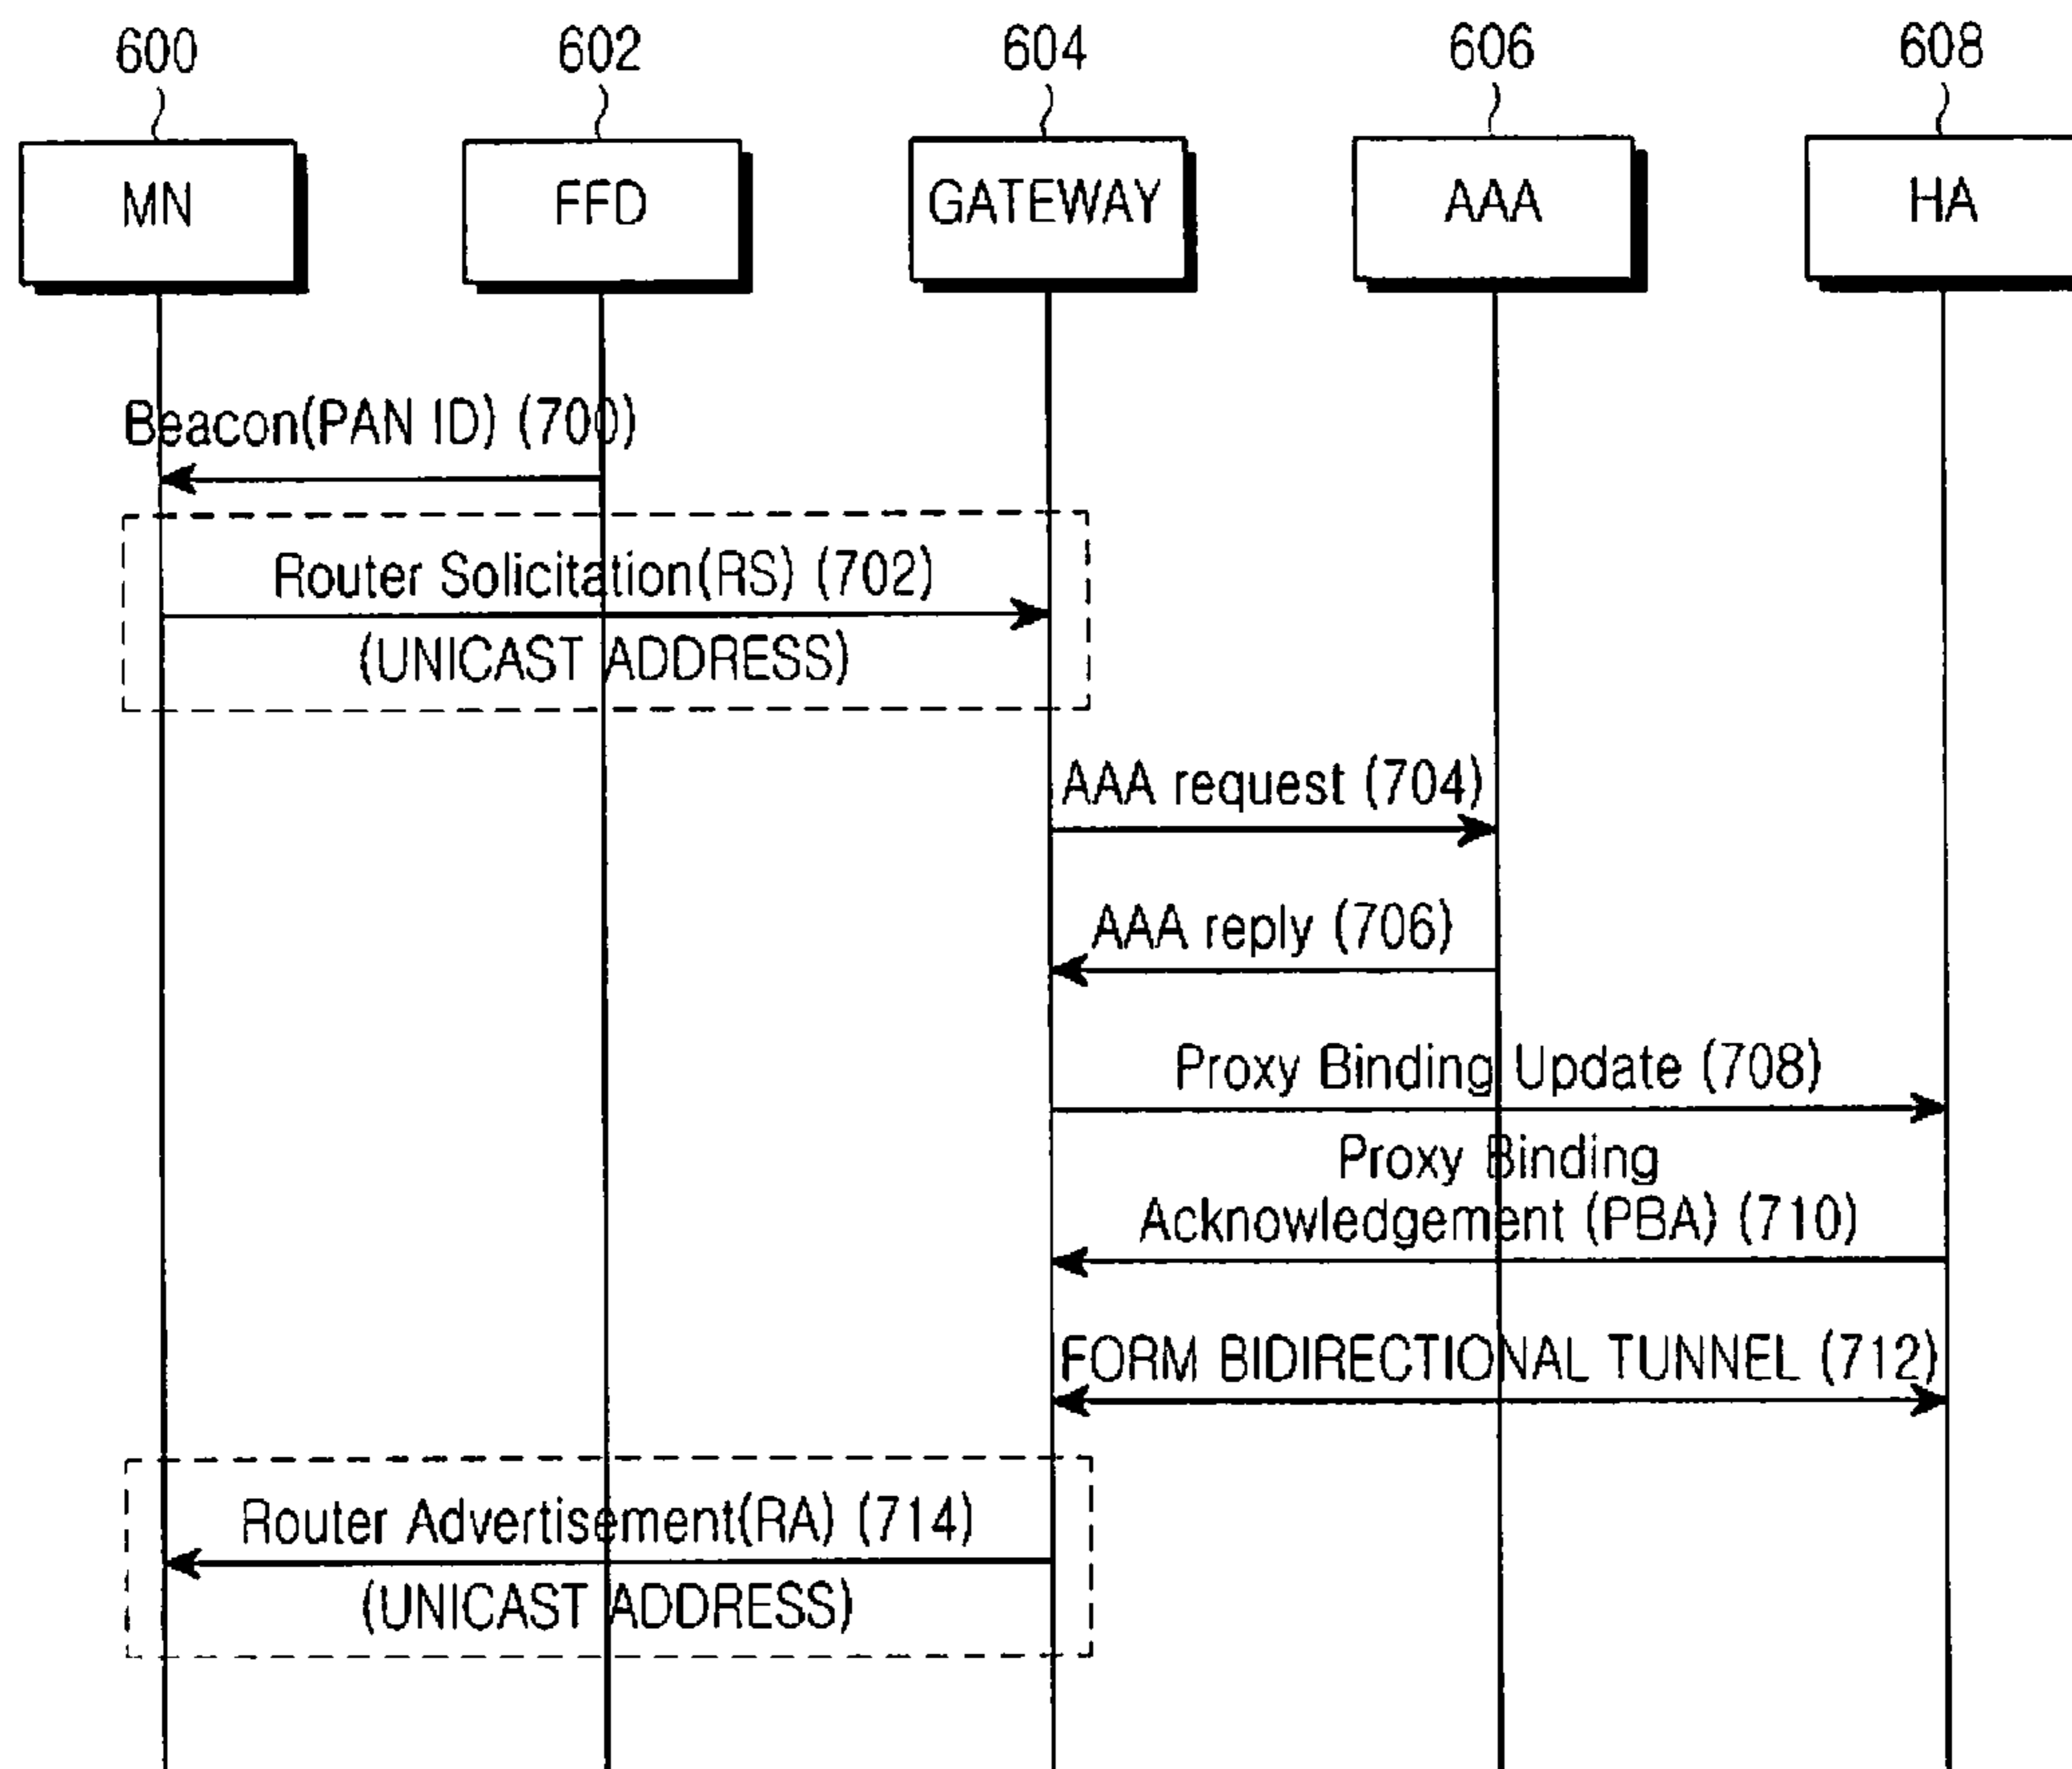 600
602
604
606
608
MN
FFD
GATEWAY
AAA
HA
Beacon(PAN ID) (700)
Router Solicitation(RS) (702)
(UNICAST ADDRESS)
AAA request (704)
AAA reply (706)
Proxy Binding Update (708)
Proxy Binding
Acknowledgement (PBA) (710)
FORM BIDIRECTIONAL TUNNEL (712)
Router Advertisement(RA) (714)
(UNICAST ADDRESS)